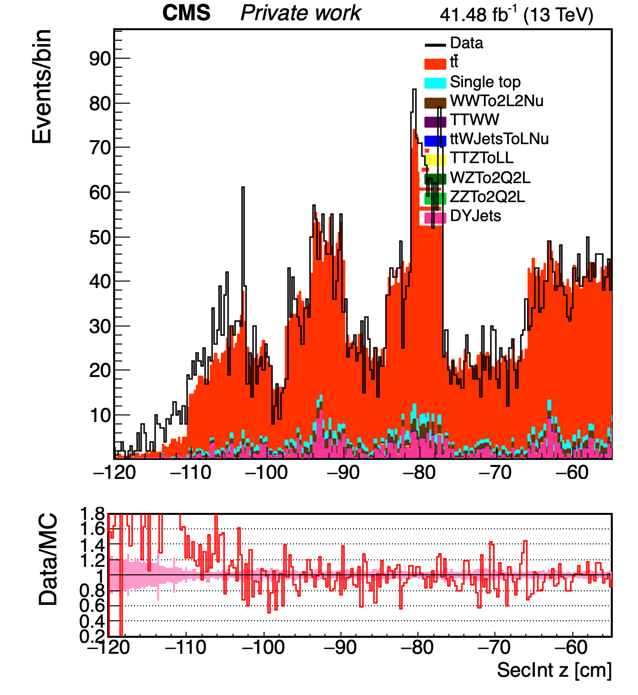 CMS Private work 41.48 fb-1 (13 TeV)
Events/bin
90
80
70
60
50
40
30
20
10
Data
tt̄
Single top
WWTo2L2Nu
TTWW
ttWJetsToLNu
TTZToLL
WZTo2Q2L
ZZTo2Q2L
DYJets
−120 −110 −100 −90 −80 −70 −60
Data/MC
1.8
1.6
1.4
1.2
1
0.8
0.6
0.4
0.2
−120 −110 −100 −90 −80 −70 −60
SecInt z [cm]